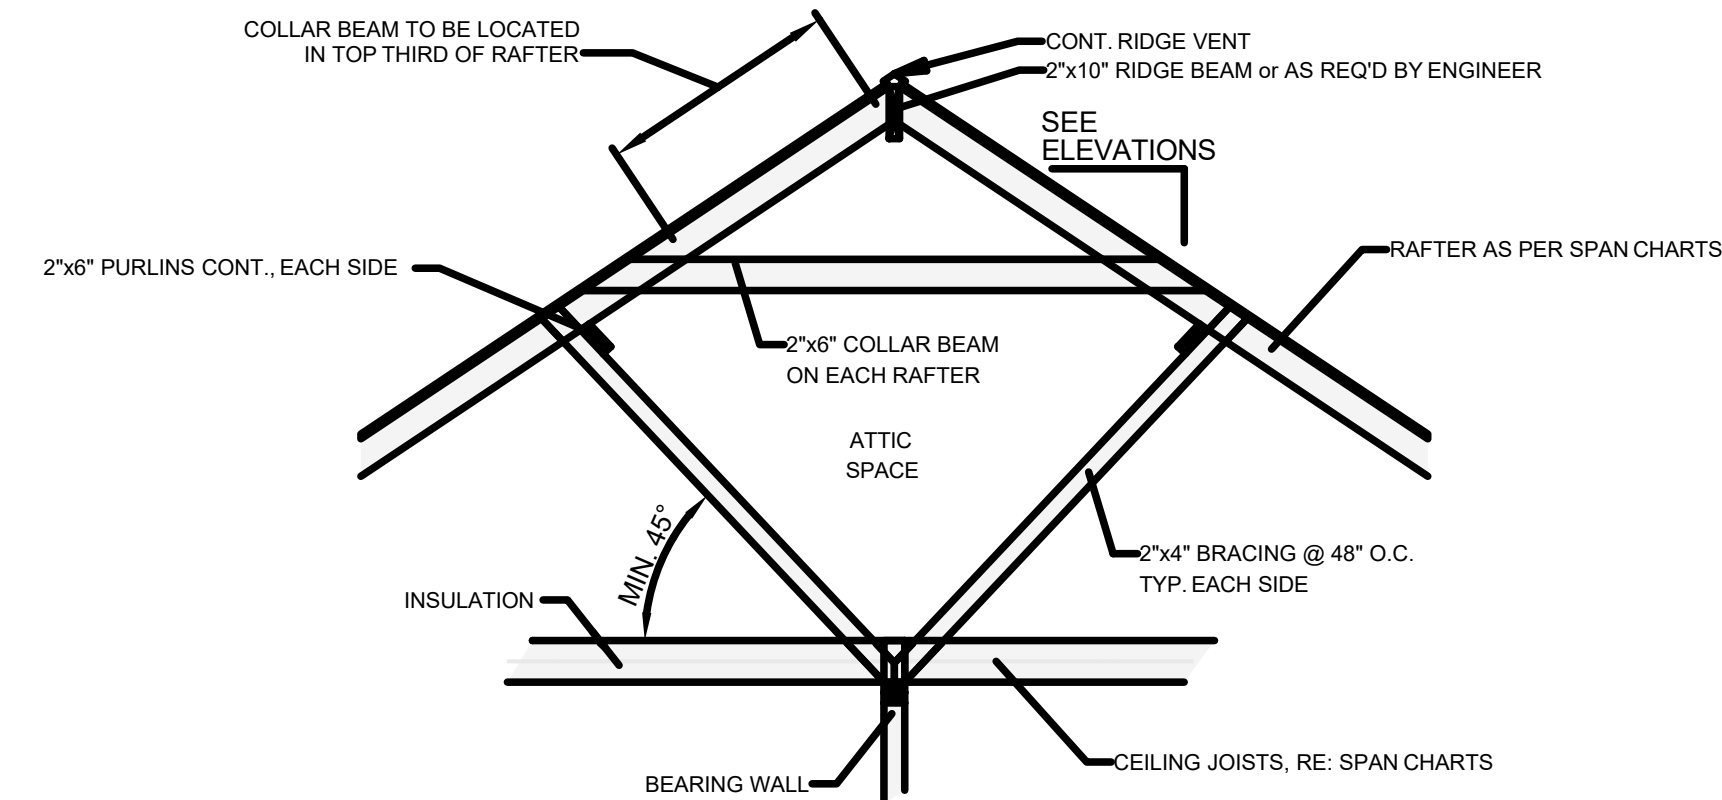 COLLAR BEAM TO BE LOCATED
IN TOP THIRD OF RAFTER
CONT. RIDGE VENT
2"x10" RIDGE BEAM or AS REQ'D BY ENGINEER
SEE
ELEVATIONS
RAFTER AS PER SPAN CHARTS
2"x6" PURLINS CONT., EACH SIDE
2"x6" COLLAR BEAM
ON EACH RAFTER
ATTIC
SPACE
MIN. 45°
2"x4" BRACING @ 48" O.C.
TYP. EACH SIDE
INSULATION
CEILING JOISTS, RE: SPAN CHARTS
BEARING WALL